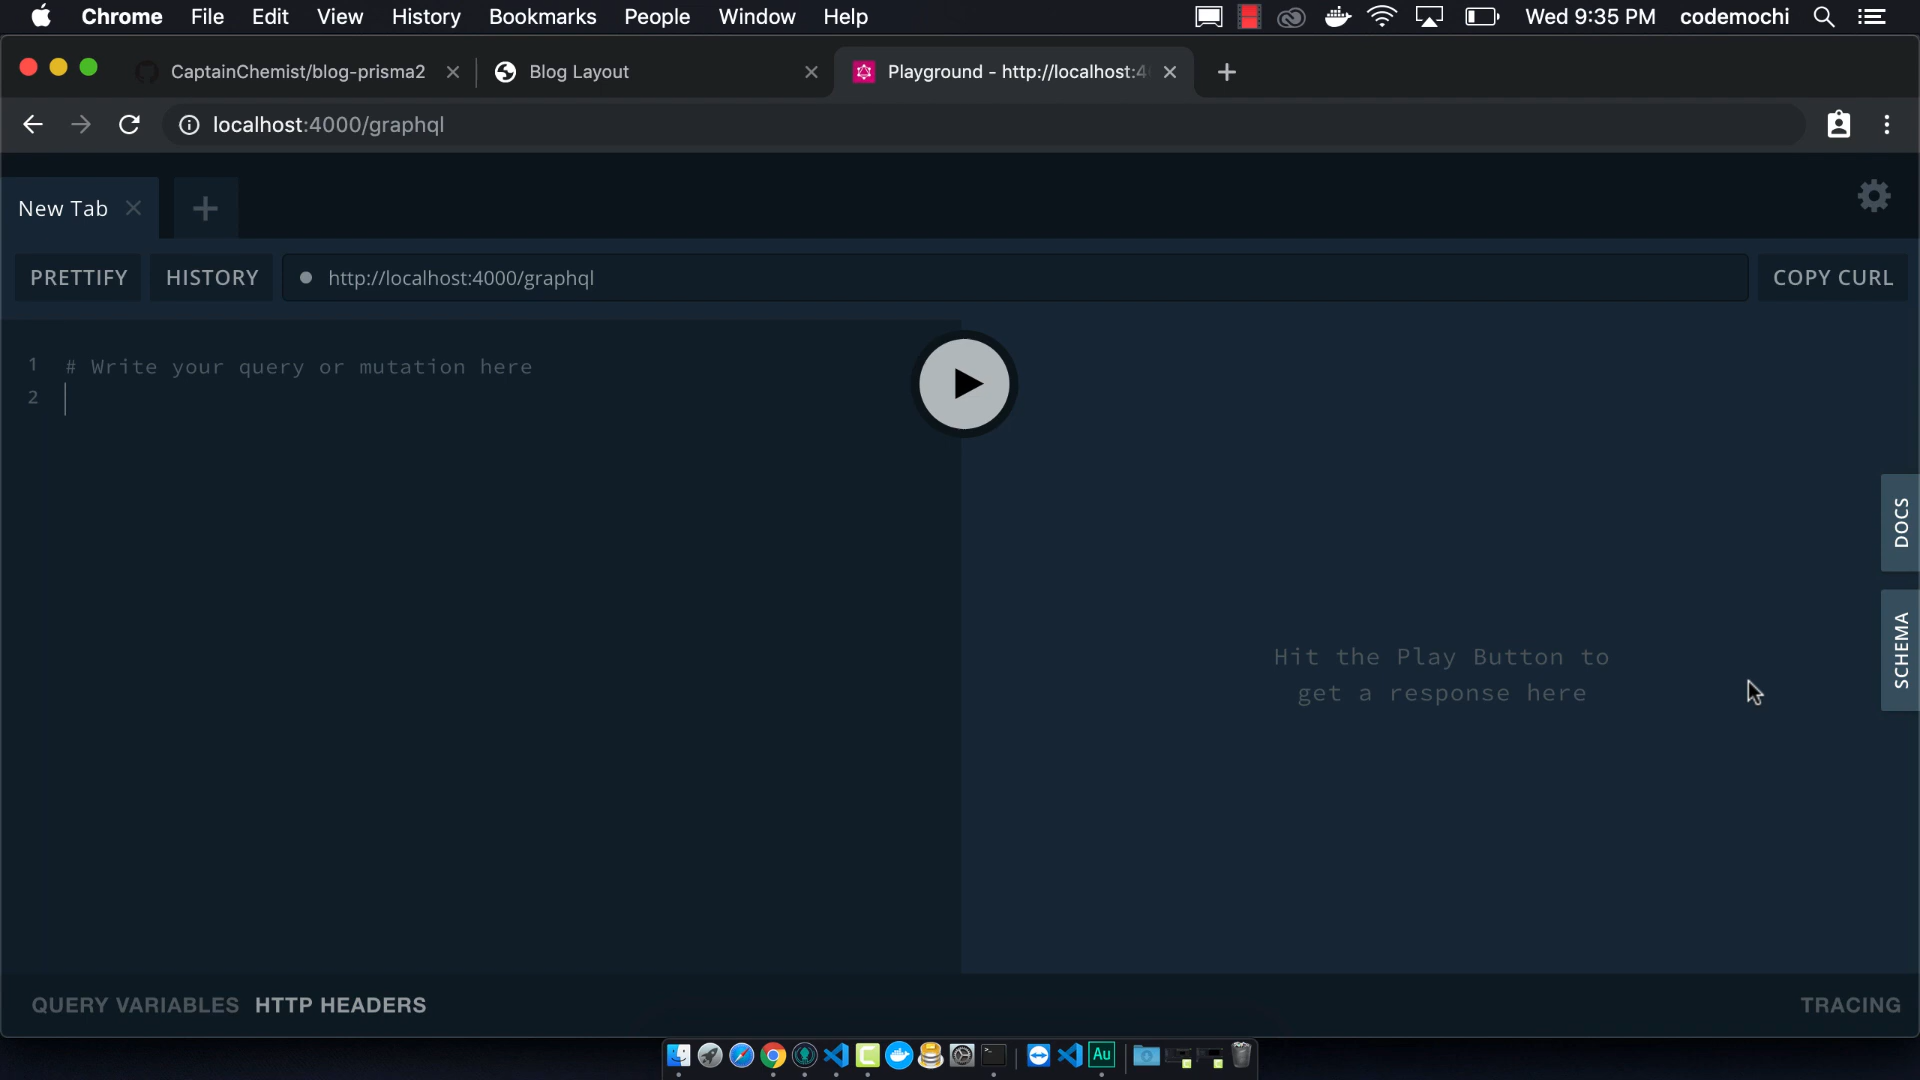 Chrome File Edit View History Bookmarks People Window Help Wed 9:35 PM codemochi
CaptainChemist/blog-prisma2 Blog Layout Playground - http://localhost:4
localhost:4000/graphql
New Tab
PRETTIFY HISTORY http://localhost:4000/graphql COPY CURL
1 # Write your query or mutation here
2
DOCS
SCHEMA
Hit the Play Button to
get a response here
QUERY VARIABLES HTTP HEADERS TRACING
Au